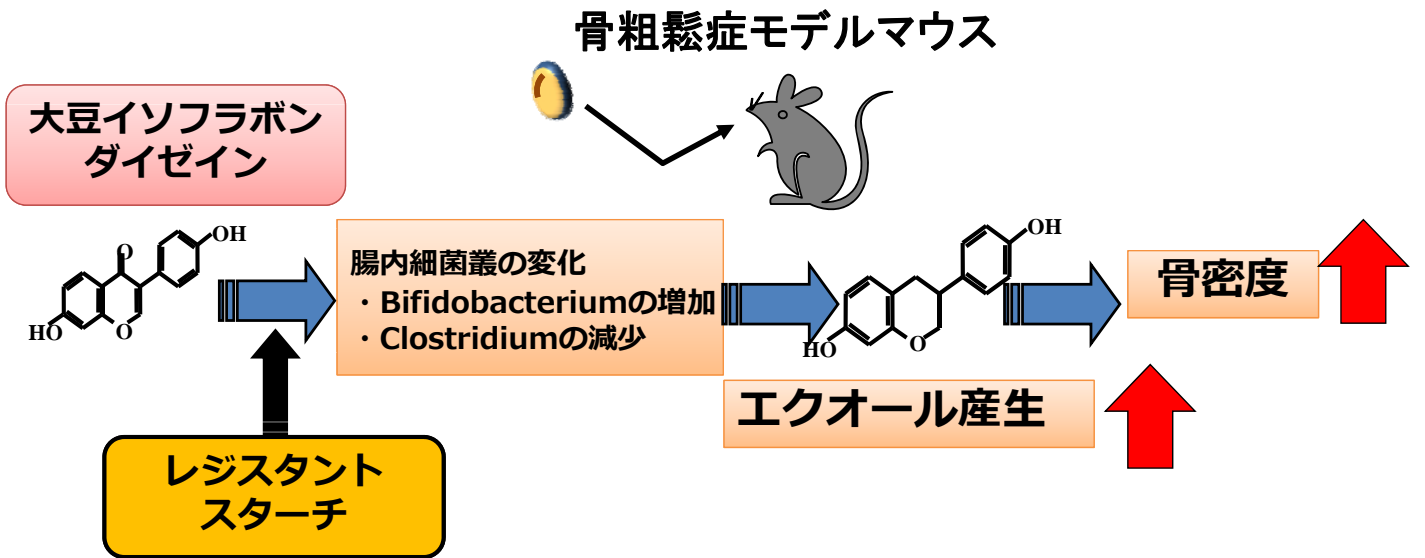 骨粗鬆症モデルマウス
大豆イソフラボン
ダイゼイン
O
OH
HO
O
腸内細菌叢の変化
・Bifidobacteriumの増加
・Clostridiumの減少
OH
HO
O
骨密度
エクオール産生
レジスタント
スターチ